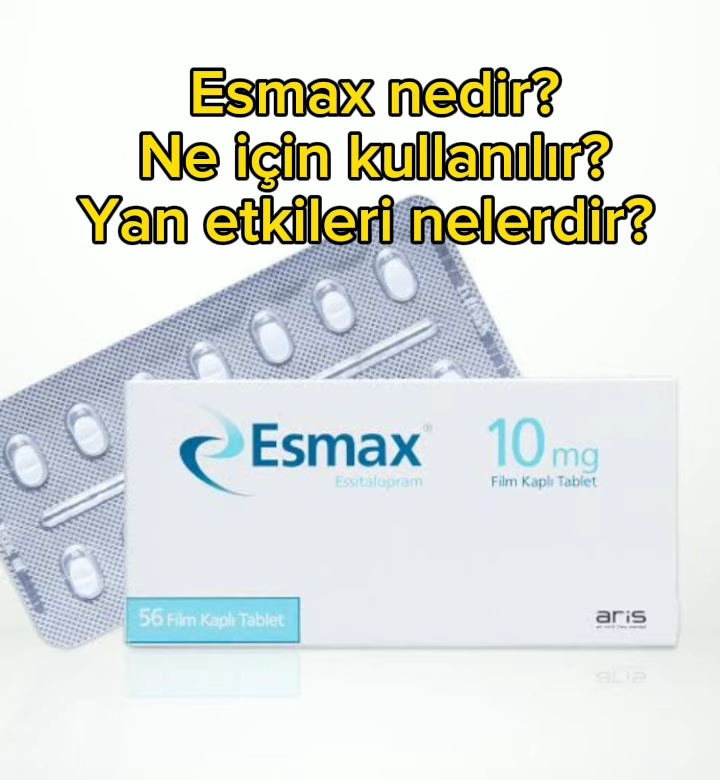 Esmax nedir?
Ne için kullanılır?
Yan etkileri nelerdir?
Esmax®
Essitalopram
10 mg
Film Kaplı Tablet
56 Film Kaplı Tablet
aris